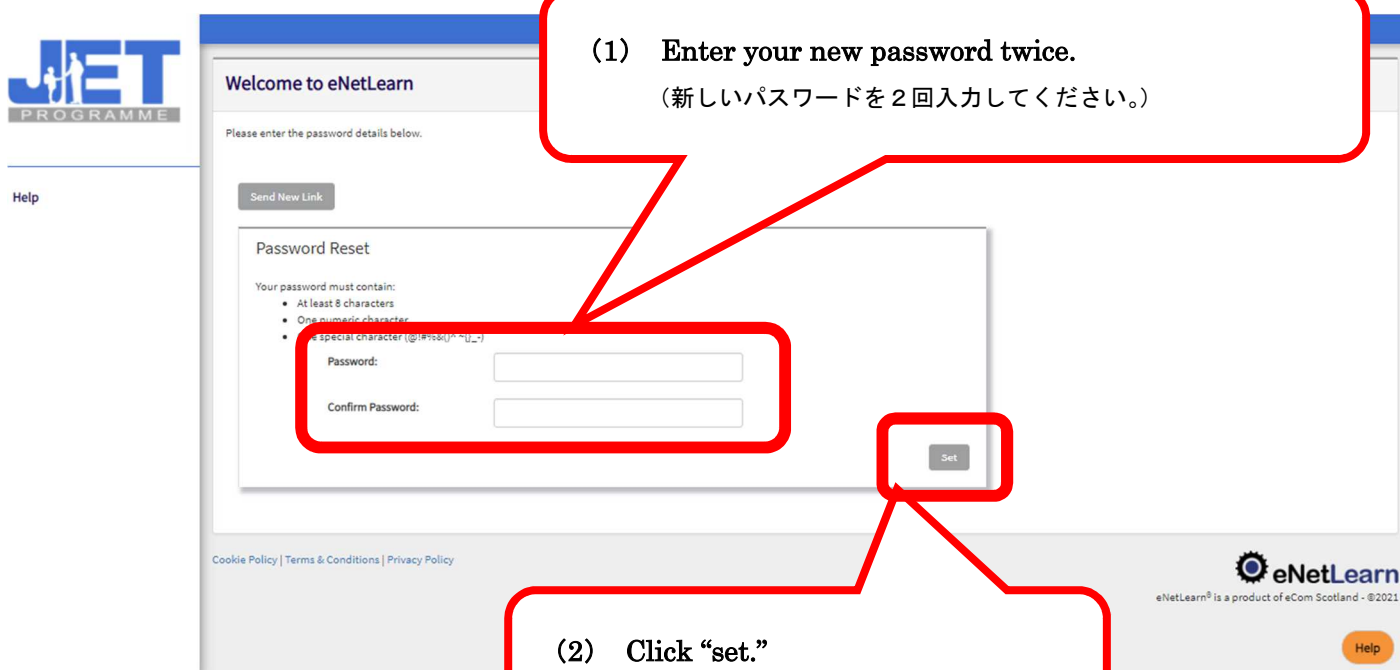 JET
PROGRAMME
Help
Welcome to eNetLearn
Please enter the password details below.
Send New Link
Password Reset
Your password must contain:
At least 8 characters
One numeric character
special character (@!#%&()^~{}_-)
Password:
Confirm Password:
Set
(1) Enter your new password twice.
(新しいパスワードを2回入力してください。)
(2) Click “set.”
Cookie Policy | Terms & Conditions | Privacy Policy
eNetLearn
eNetLearn® is a product of eCom Scotland - ©2021
Help